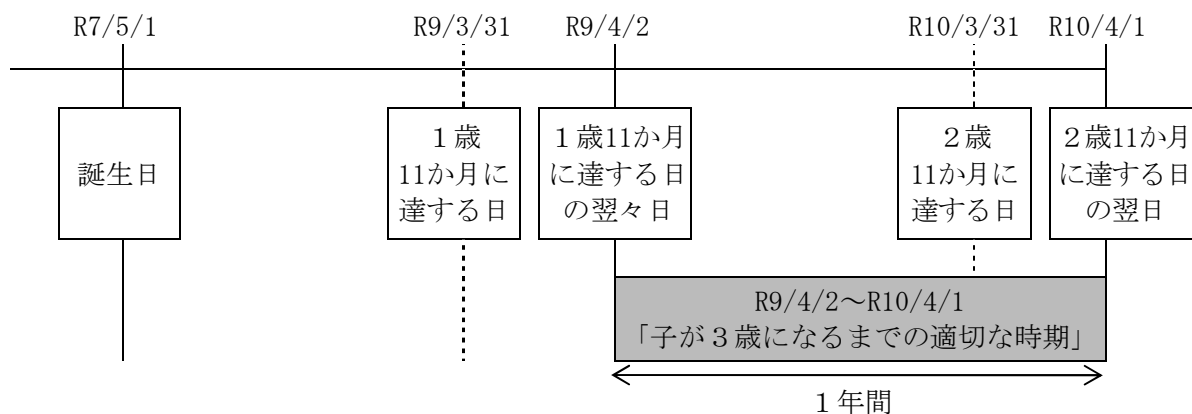 R7/5/1
R9/3/31
R9/4/2
R10/3/31
R10/4/1
誕生日
１歳
11か月に
達する日
１歳11か月
に達する日
の翌々日
２歳
11か月に
達する日
２歳11か月
に達する日
の翌日
R9/4/2～R10/4/1
「子が３歳になるまでの適切な時期」
１年間